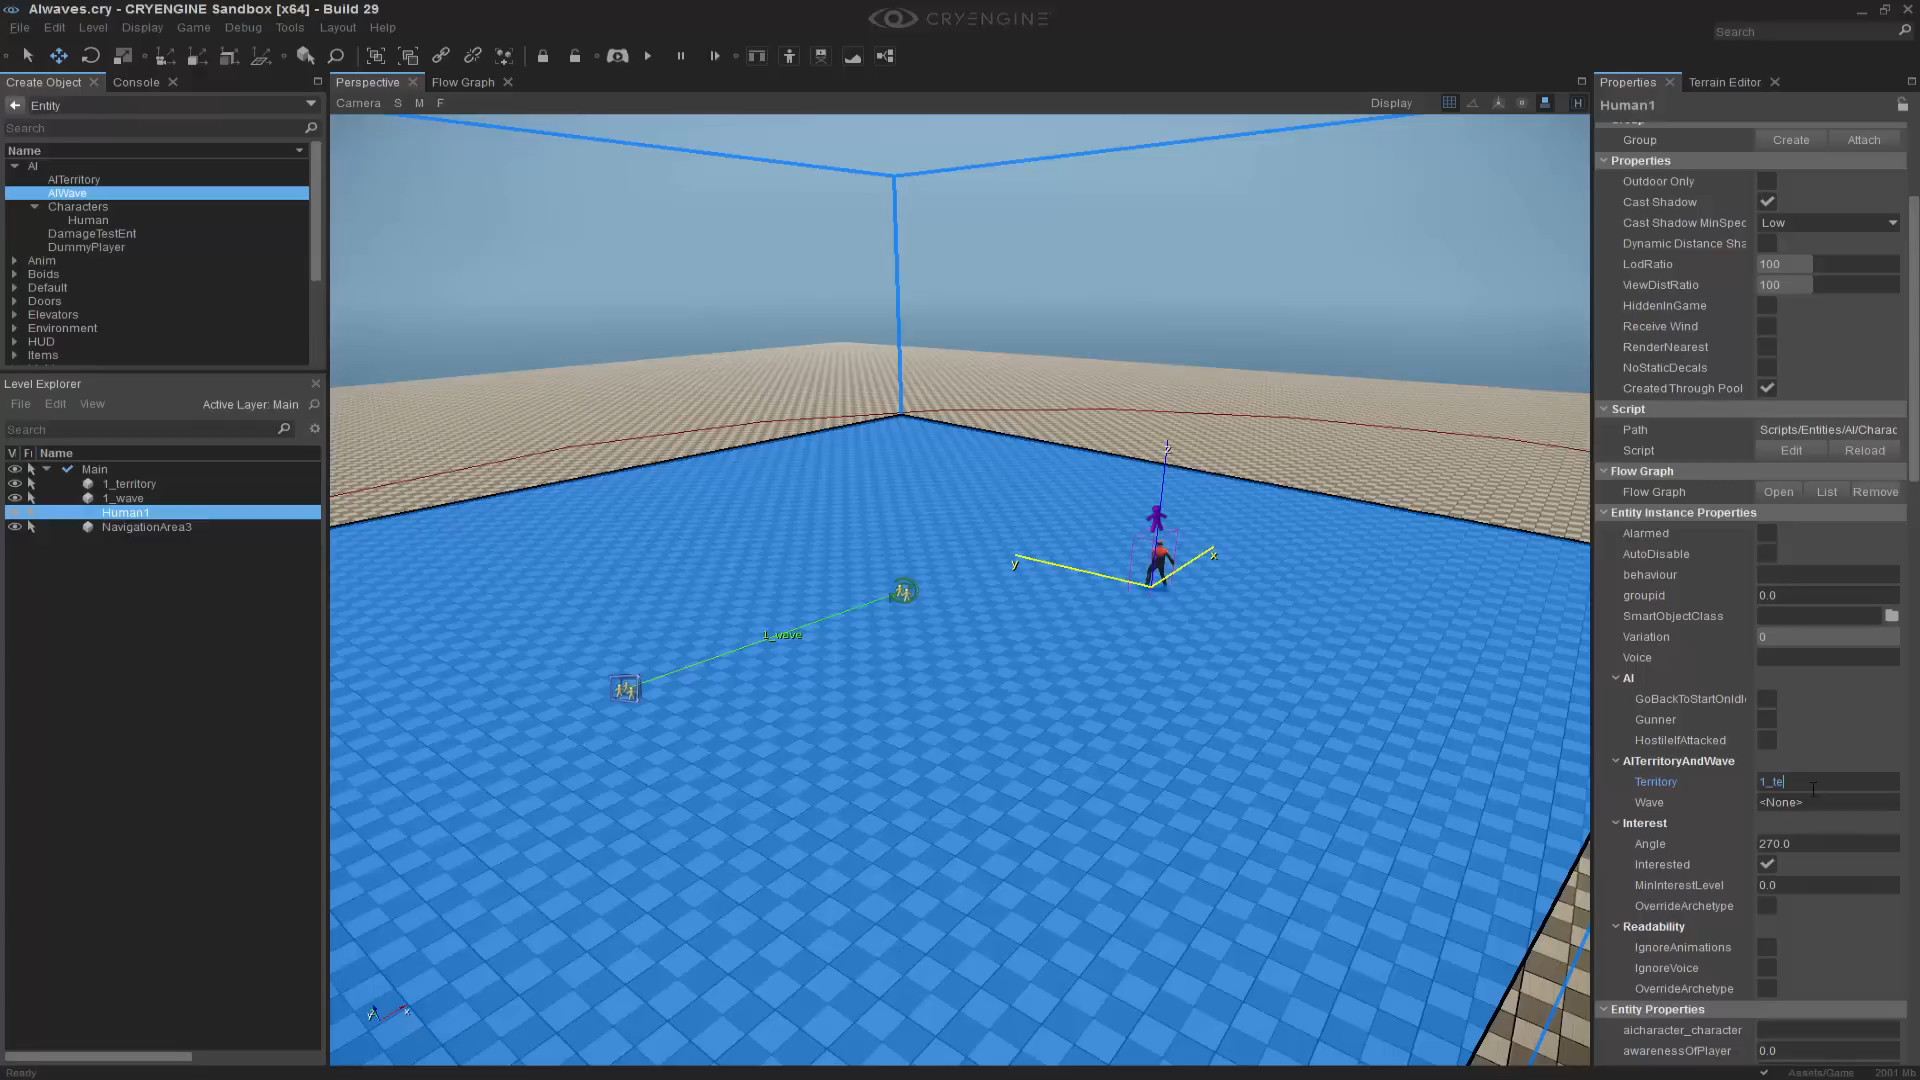 AIwaves.cry - CRYENGINE Sandbox [x64] - Build 29
CRYENGINE
File Edit Level Display Game Debug Tools Layout Help
Search
Create Object
Console
Entity
Search
Name
AI
AITerritory
AIWave
Characters
Human
DamageTestEnt
DummyPlayer
Anim
Boids
Default
Doors
Elevators
Environment
HUD
Items
Level Explorer
File Edit View Active Layer: Main
Search
V Fi Name
Main
1_territory
1_wave
Human1
NavigationArea3
Perspective
Flow Graph
Camera S M F Display H
z
y
x
1_wave
y x
Properties
Terrain Editor
Human1
Group Create Attach
Properties
Outdoor Only
Cast Shadow
Cast Shadow MinSpec Low
Dynamic Distance Sha
LodRatio 100
ViewDistRatio 100
HiddenInGame
Receive Wind
RenderNearest
NoStaticDecals
Created Through Pool
Script
Path Scripts/Entities/AI/Charac
Script Edit Reload
Flow Graph
Flow Graph Open List Remove
Entity Instance Properties
Alarmed
AutoDisable
behaviour
groupid 0.0
SmartObjectClass
Variation 0
Voice
AI
GoBackToStartOnIdl
Gunner
HostileIfAttacked
AITerritoryAndWave
Territory 1_te
Wave <None>
Interest
Angle 270.0
Interested
MinInterestLevel 0.0
OverrideArchetype
Readability
IgnoreAnimations
IgnoreVoice
OverrideArchetype
Entity Properties
aicharacter_character
awarenessOfPlayer 0.0
Ready
Assets/Game 2001 Mb